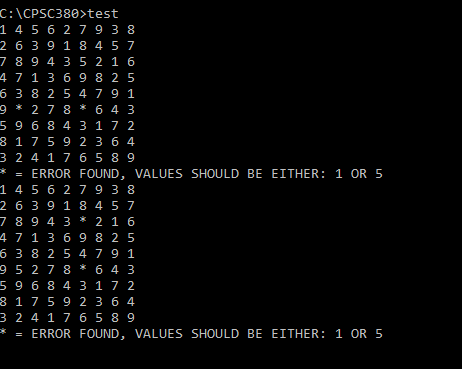 C:\CPSC380>test
1 4 5 6 2 7 9 3 8
2 6 3 9 1 8 4 5 7
7 8 9 4 3 5 2 1 6
4 7 1 3 6 9 8 2 5
6 3 8 2 5 4 7 9 1
9 * 2 7 8 * 6 4 3
5 9 6 8 4 3 1 7 2
8 1 7 5 9 2 3 6 4
3 2 4 1 7 6 5 8 9
* = ERROR FOUND, VALUES SHOULD BE EITHER: 1 OR 5
1 4 5 6 2 7 9 3 8
2 6 3 9 1 8 4 5 7
7 8 9 4 3 * 2 1 6
4 7 1 3 6 9 8 2 5
6 3 8 2 5 4 7 9 1
9 5 2 7 8 * 6 4 3
5 9 6 8 4 3 1 7 2
8 1 7 5 9 2 3 6 4
3 2 4 1 7 6 5 8 9
* = ERROR FOUND, VALUES SHOULD BE EITHER: 1 OR 5